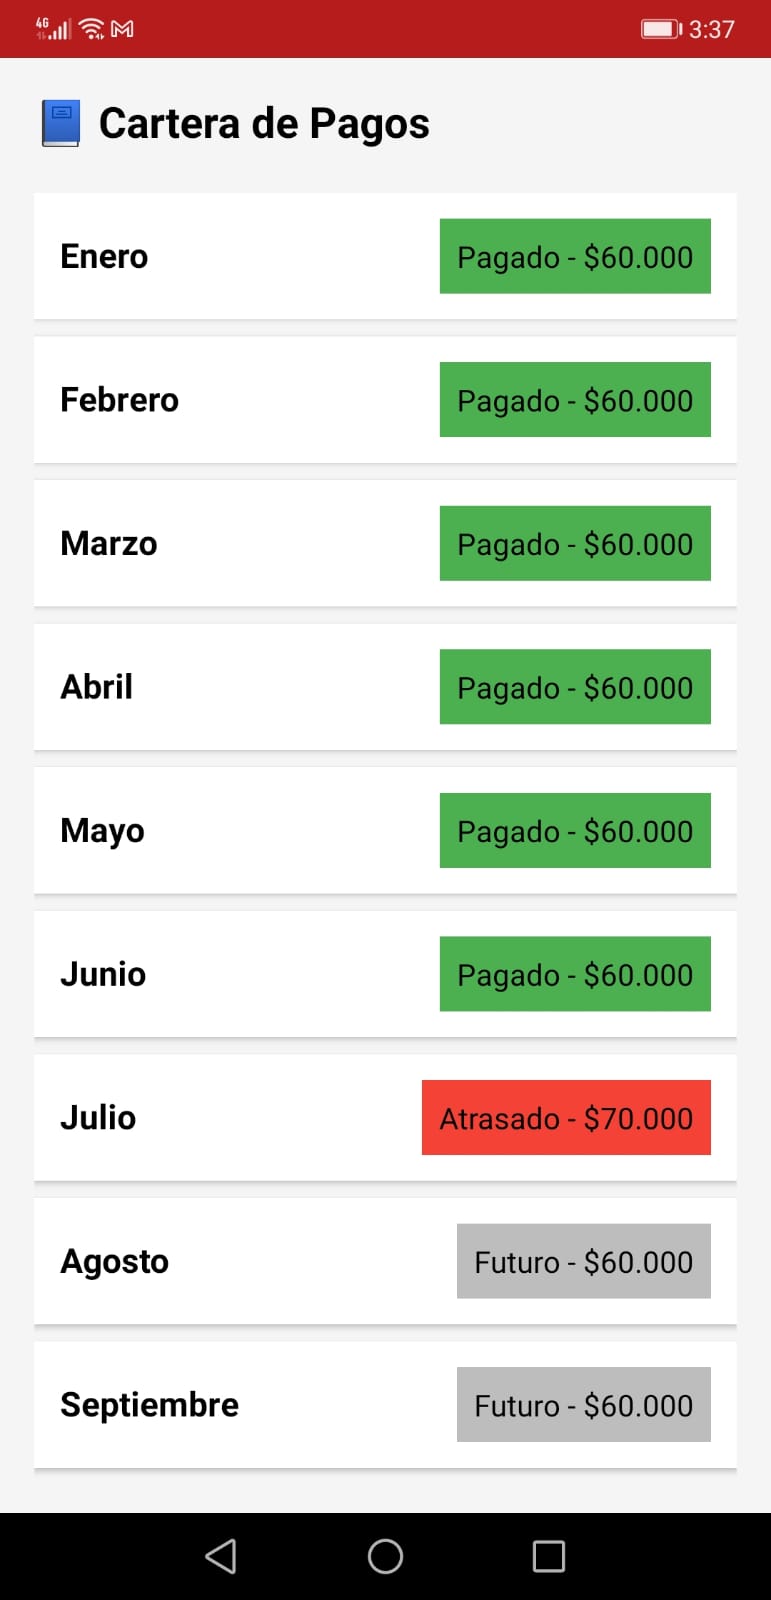 4G 3:37
Cartera de Pagos
Enero Pagado - $60.000
Febrero Pagado - $60.000
Marzo Pagado - $60.000
Abril Pagado - $60.000
Mayo Pagado - $60.000
Junio Pagado - $60.000
Julio Atrasado - $70.000
Agosto Futuro - $60.000
Septiembre Futuro - $60.000